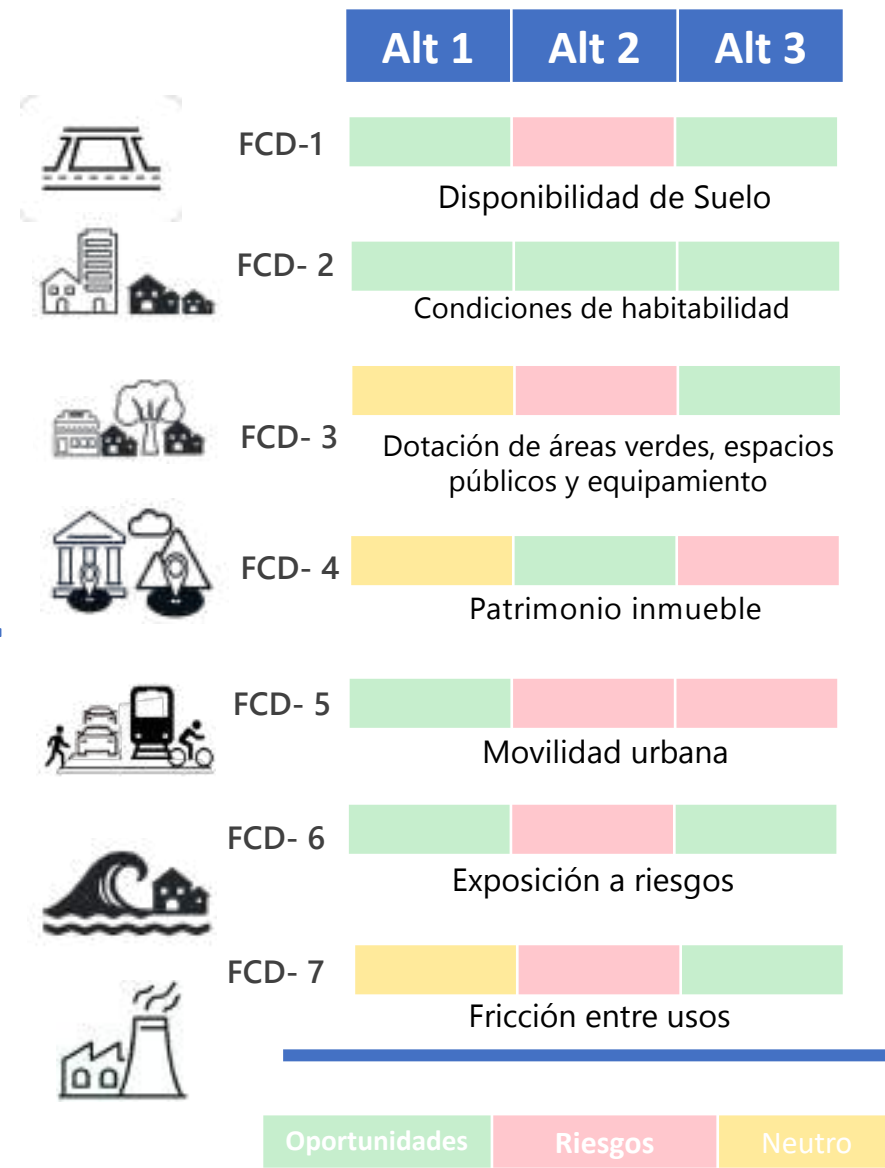 Alt 1 Alt 2 Alt 3
FCD-1
Disponibilidad de Suelo
FCD- 2
Condiciones de habitabilidad
FCD- 3
Dotación de áreas verdes, espacios
públicos y equipamiento
FCD- 4
Patrimonio inmueble
FCD- 5
Movilidad urbana
FCD- 6
Exposición a riesgos
FCD- 7
Fricción entre usos
Oportunidades Riesgos Neutro